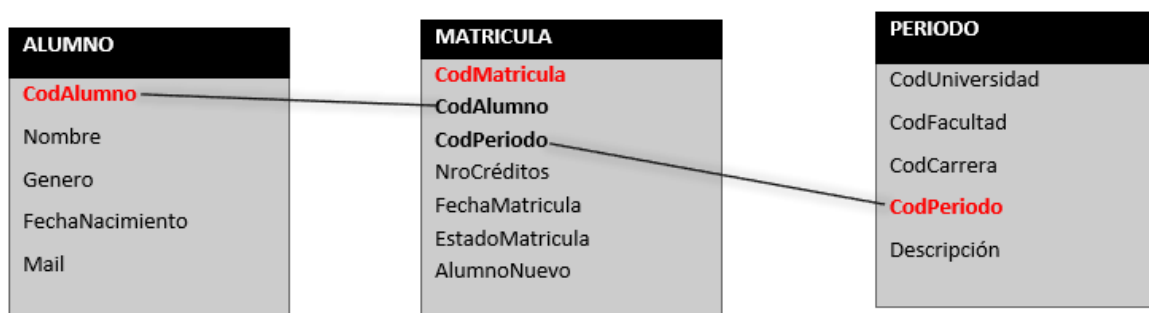 ALUMNO
CodAlumno
Nombre
Genero
FechaNacimiento
Mail
MATRICULA
CodMatricula
CodAlumno
CodPeriodo
NroCréditos
FechaMatricula
EstadoMatricula
AlumnoNuevo
PERIODO
CodUniversidad
CodFacultad
CodCarrera
CodPeriodo
Descripción